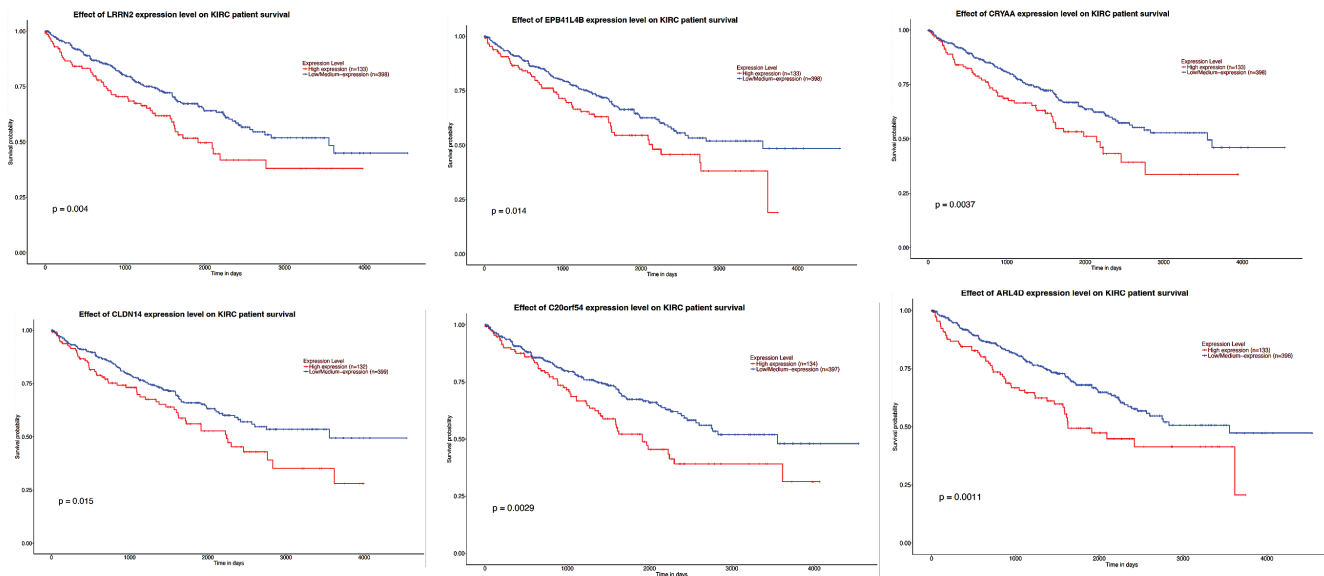 Effect of LRRN2 expression level on KIRC patient survival
1.00
0.75
0.50
0.25
0.00
Survival probability
Expression Level
High expression (n=133)
Low/Medium-expression (n=398)
p = 0.004
0
1000
2000
3000
4000
Time in days
Effect of EPB41L4B expression level on KIRC patient survival
1.00
0.75
0.50
0.25
0.00
Survival probability
Expression Level
High expression (n=133)
Low/Medium-expression (n=398)
p = 0.014
0
1000
2000
3000
4000
Time in days
Effect of CRYAA expression level on KIRC patient survival
1.00
0.75
0.50
0.25
0.00
Survival probability
Expression Level
High expression (n=133)
Low/Medium-expression (n=398)
p = 0.0037
0
1000
2000
3000
4000
Time in days
Effect of CLDN14 expression level on KIRC patient survival
1.00
0.75
0.50
0.25
0.00
Survival probability
Expression Level
High expression (n=132)
Low/Medium-expression (n=399)
p = 0.015
0
1000
2000
3000
4000
Time in days
Effect of C20orf54 expression level on KIRC patient survival
1.00
0.75
0.50
0.25
0.00
Survival probability
Expression Level
High expression (n=134)
Low/Medium-expression (n=397)
p = 0.0029
0
1000
2000
3000
4000
Time in days
Effect of ARL4D expression level on KIRC patient survival
1.00
0.75
0.50
0.25
0.00
Survival probability
Expression Level
High expression (n=133)
Low/Medium-expression (n=398)
p = 0.0011
0
1000
2000
3000
4000
Time in days